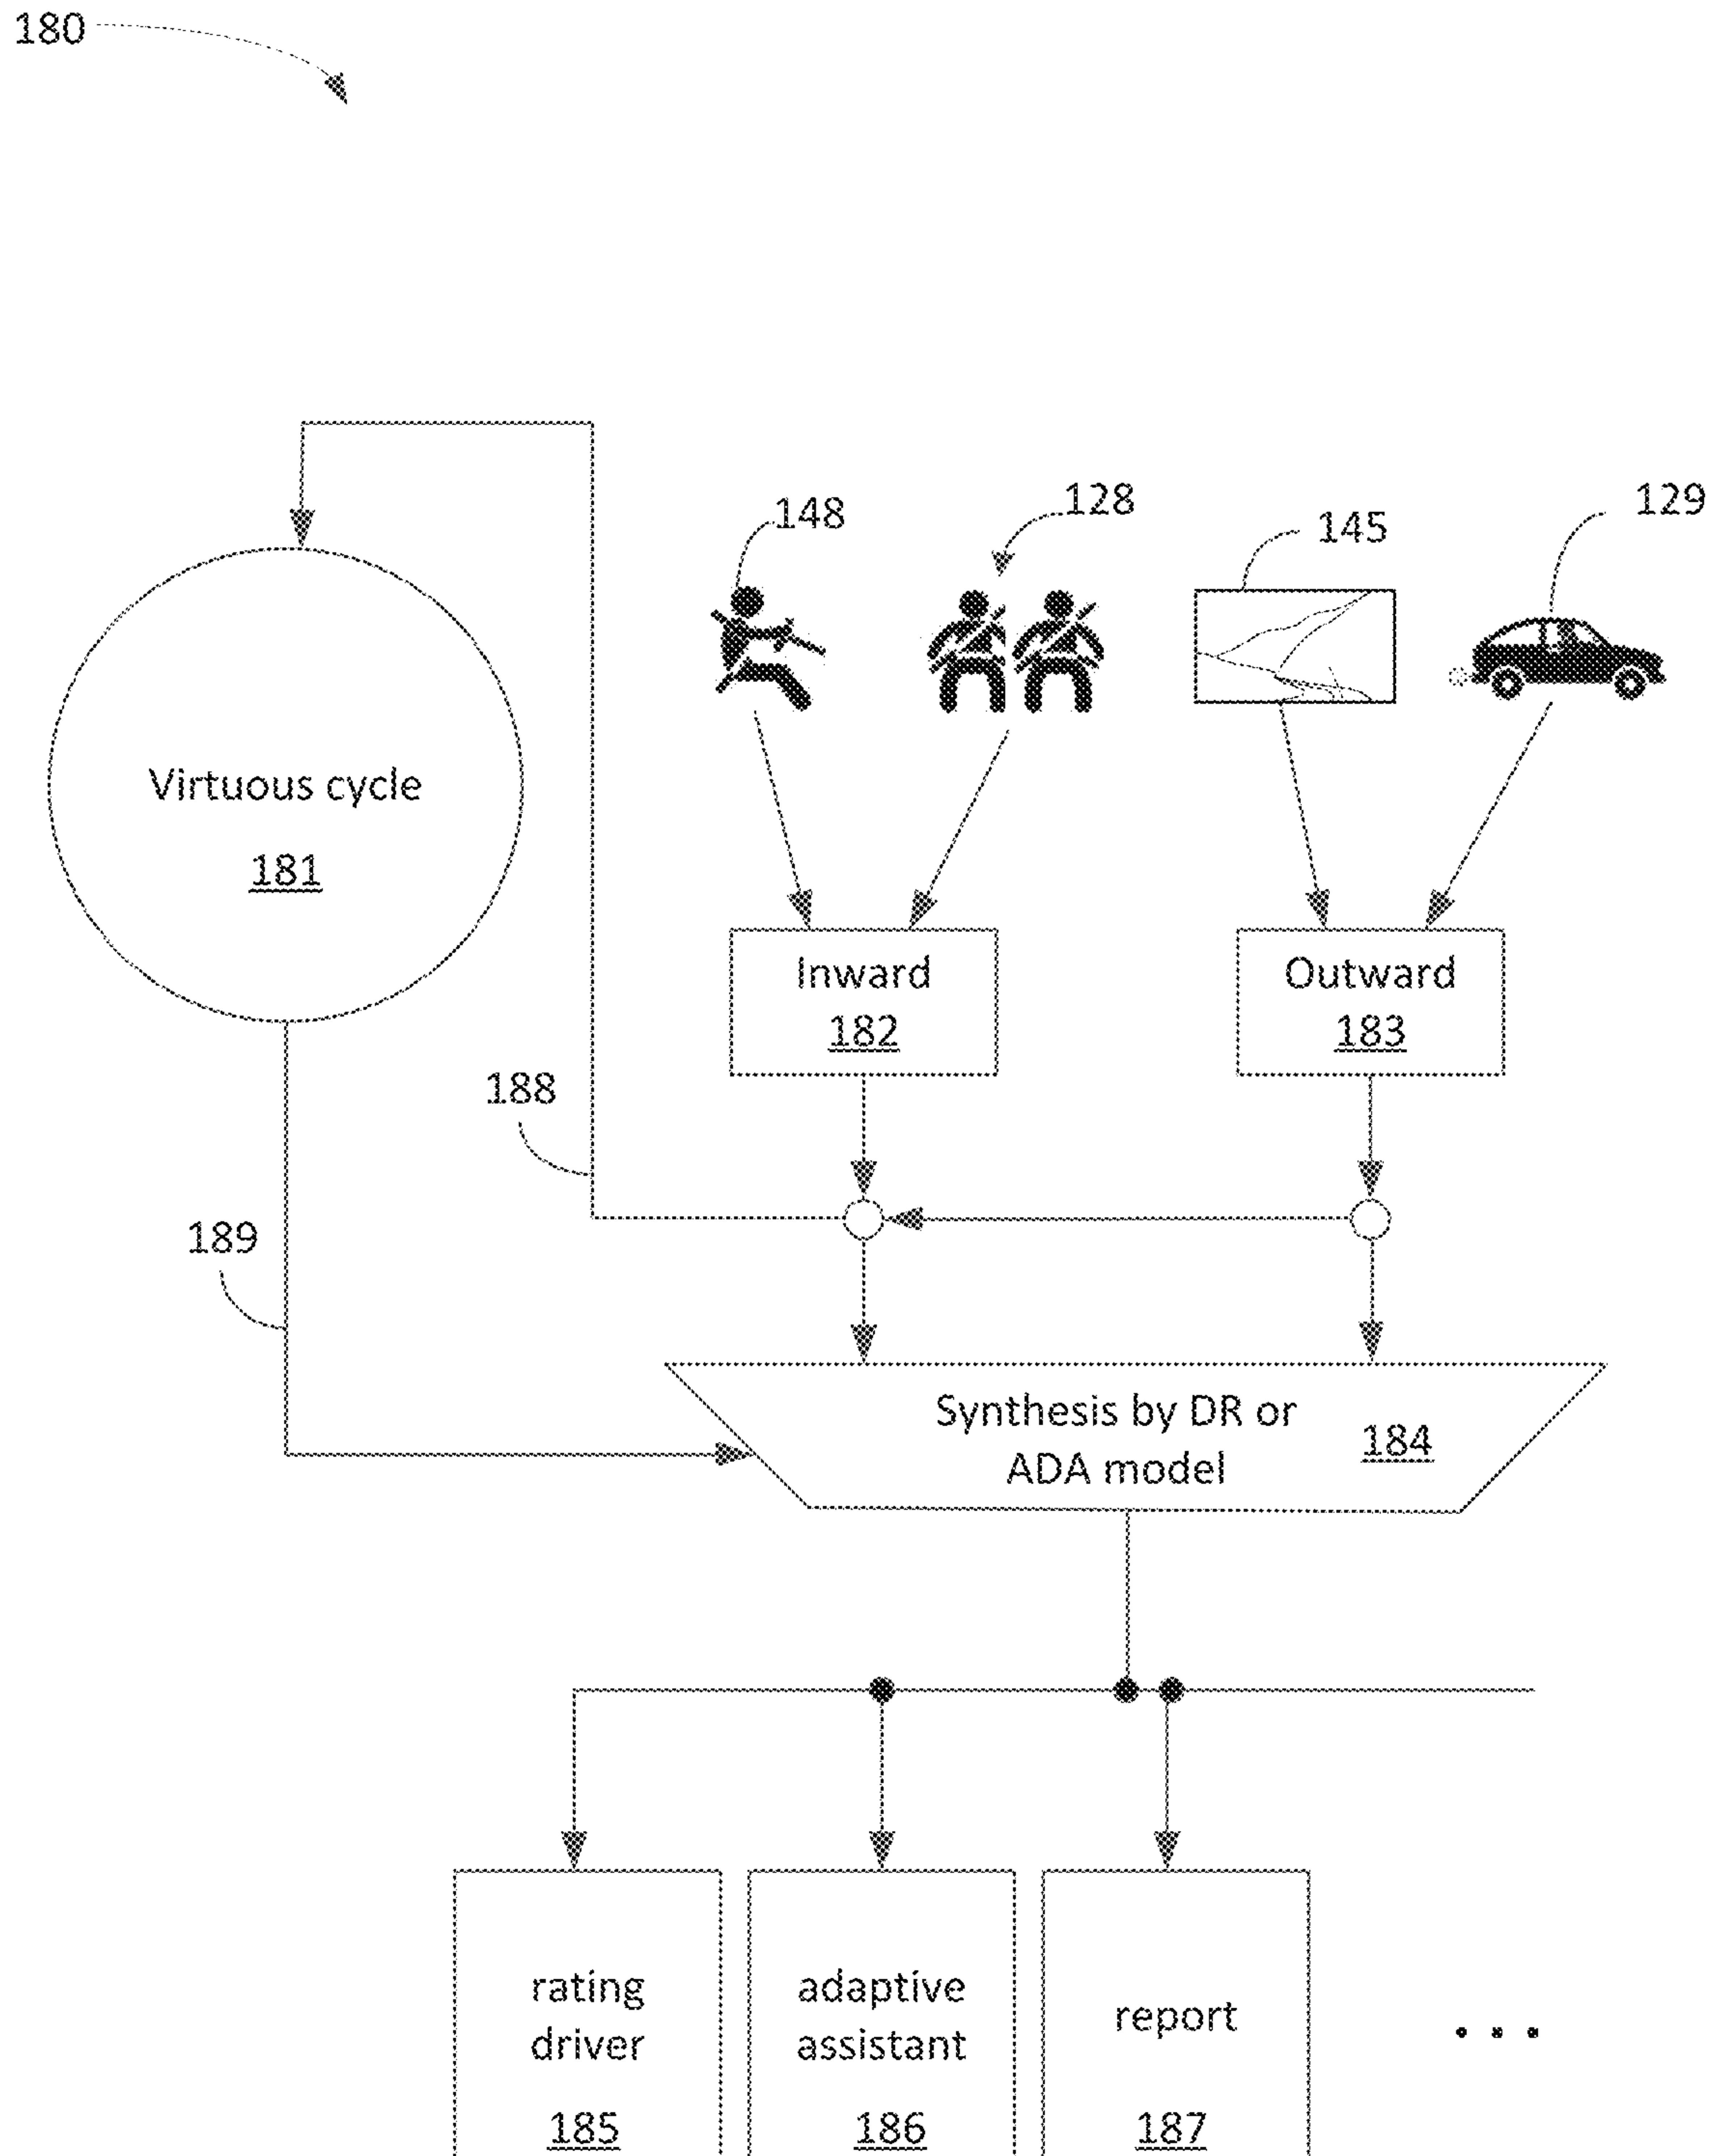 180
148
128
145
129
Virtuous cycle
181
Inward
182
Outward
183
188
189
Synthesis by DR or
ADA model
184
rating
driver
185
adaptive
assistant
186
report
187
...